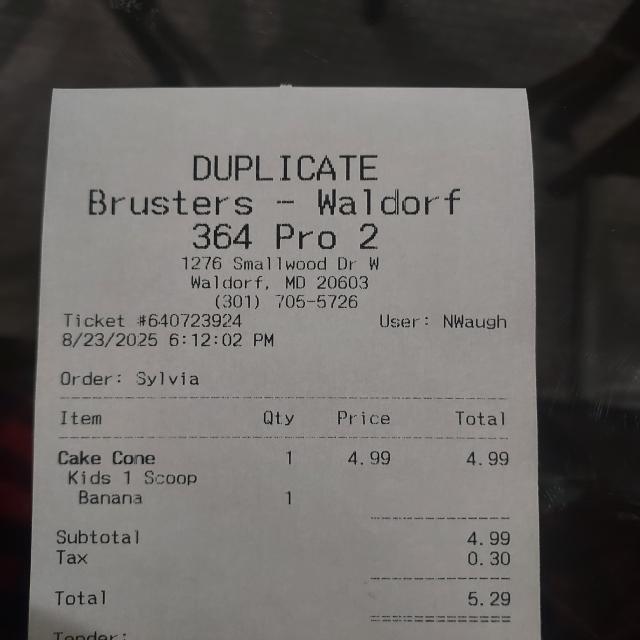 DUPLICATE
Brusters - Waldorf
364 Pro 2
1276 Smallwood Dr W
Waldorf, MD 20603
(301) 705-5726
Ticket #640723924 User: NWaugh
8/23/2025 6:12:02 PM
Order: Sylvia
Item Qty Price Total
Cake Cone 1 4.99 4.99
Kids 1 Scoop
Banana 1
Subtotal 4.99
Tax 0.30
Total 5.29
Tender: